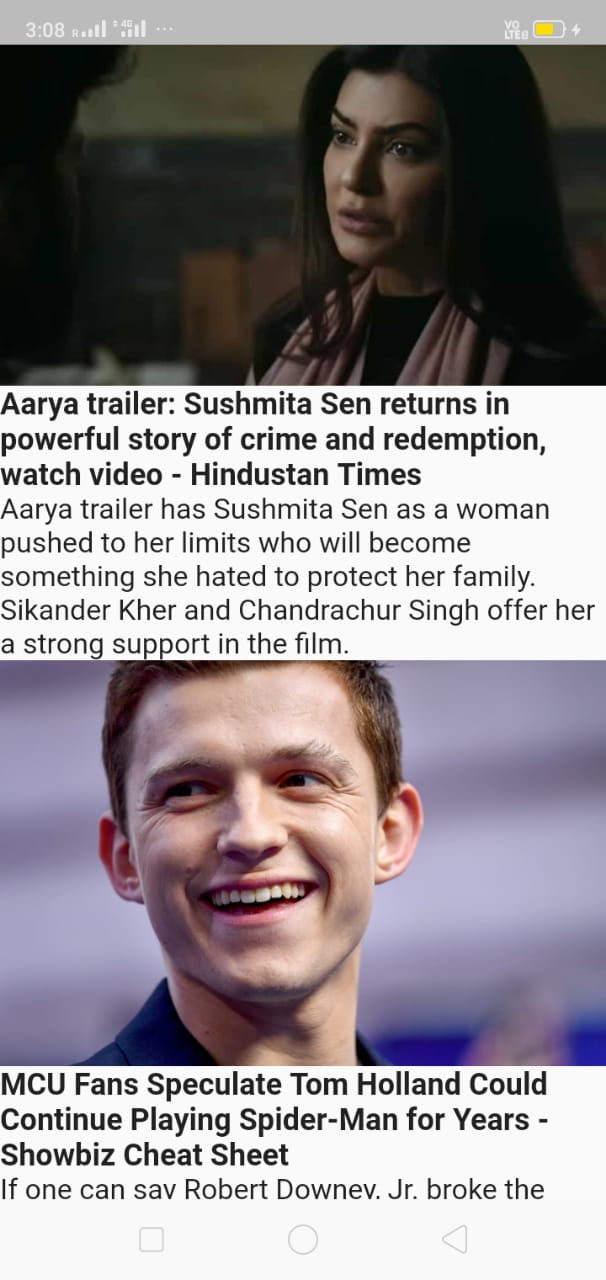 3:08 R 4G ...
VO
LTE
Aarya trailer: Sushmita Sen returns in
powerful story of crime and redemption,
watch video - Hindustan Times
Aarya trailer has Sushmita Sen as a woman
pushed to her limits who will become
something she hated to protect her family.
Sikander Kher and Chandrachur Singh offer her
a strong support in the film.
MCU Fans Speculate Tom Holland Could
Continue Playing Spider-Man for Years -
Showbiz Cheat Sheet
If one can say Robert Downey, Jr. broke the